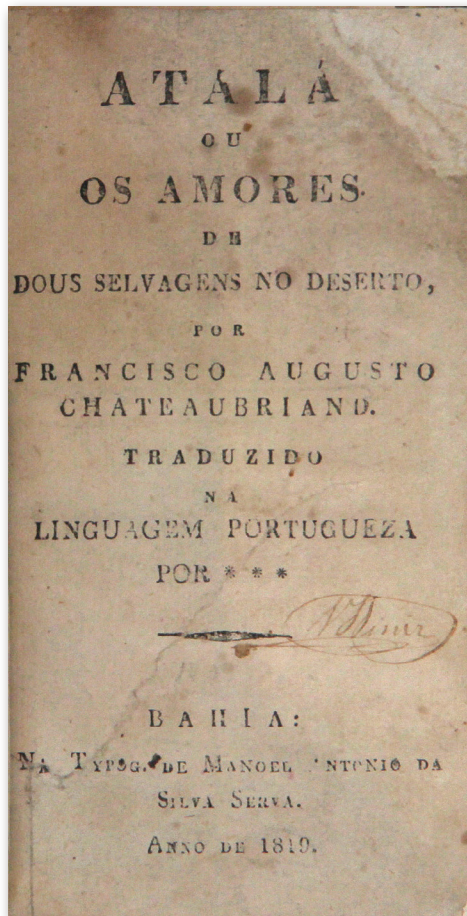 ATALÁ
OU
OS AMORES
DE
DOUS SELVAGENS NO DESERTO,
POR
FRANCISCO AUGUSTO
CHATEAUBRIAND.
TRADUZIDO
NA
LINGUAGEM PORTUGUEZA
POR * * *
BAHIA:
NA TYPOG. DE MANOEL ANTONIO DA
SILVA SERVA.
ANNO DE 1819.